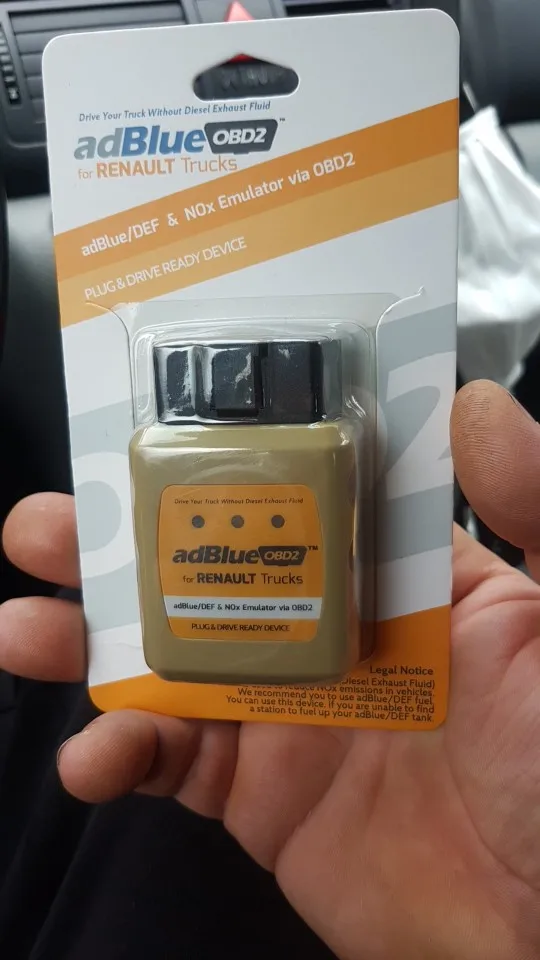 Drive Your Truck Without Diesel Exhaust Fluid
adBlue OBD2™
for RENAULT Trucks
adBlue/DEF & NOx Emulator via OBD2
PLUG & DRIVE READY DEVICE
Drive Your Truck Without Diesel Exhaust Fluid
adBlue OBD2™
for RENAULT Trucks
adBlue/DEF & NOx Emulator via OBD2
PLUG & DRIVE READY DEVICE
Legal Notice
Diesel Exhaust Fluid)
to reduce NOx emissions in vehicles.
We recommend you to use adBlue/DEF fuel.
You can use this device, if you are unable to find
a station to fuel up your adBlue/DEF tank.